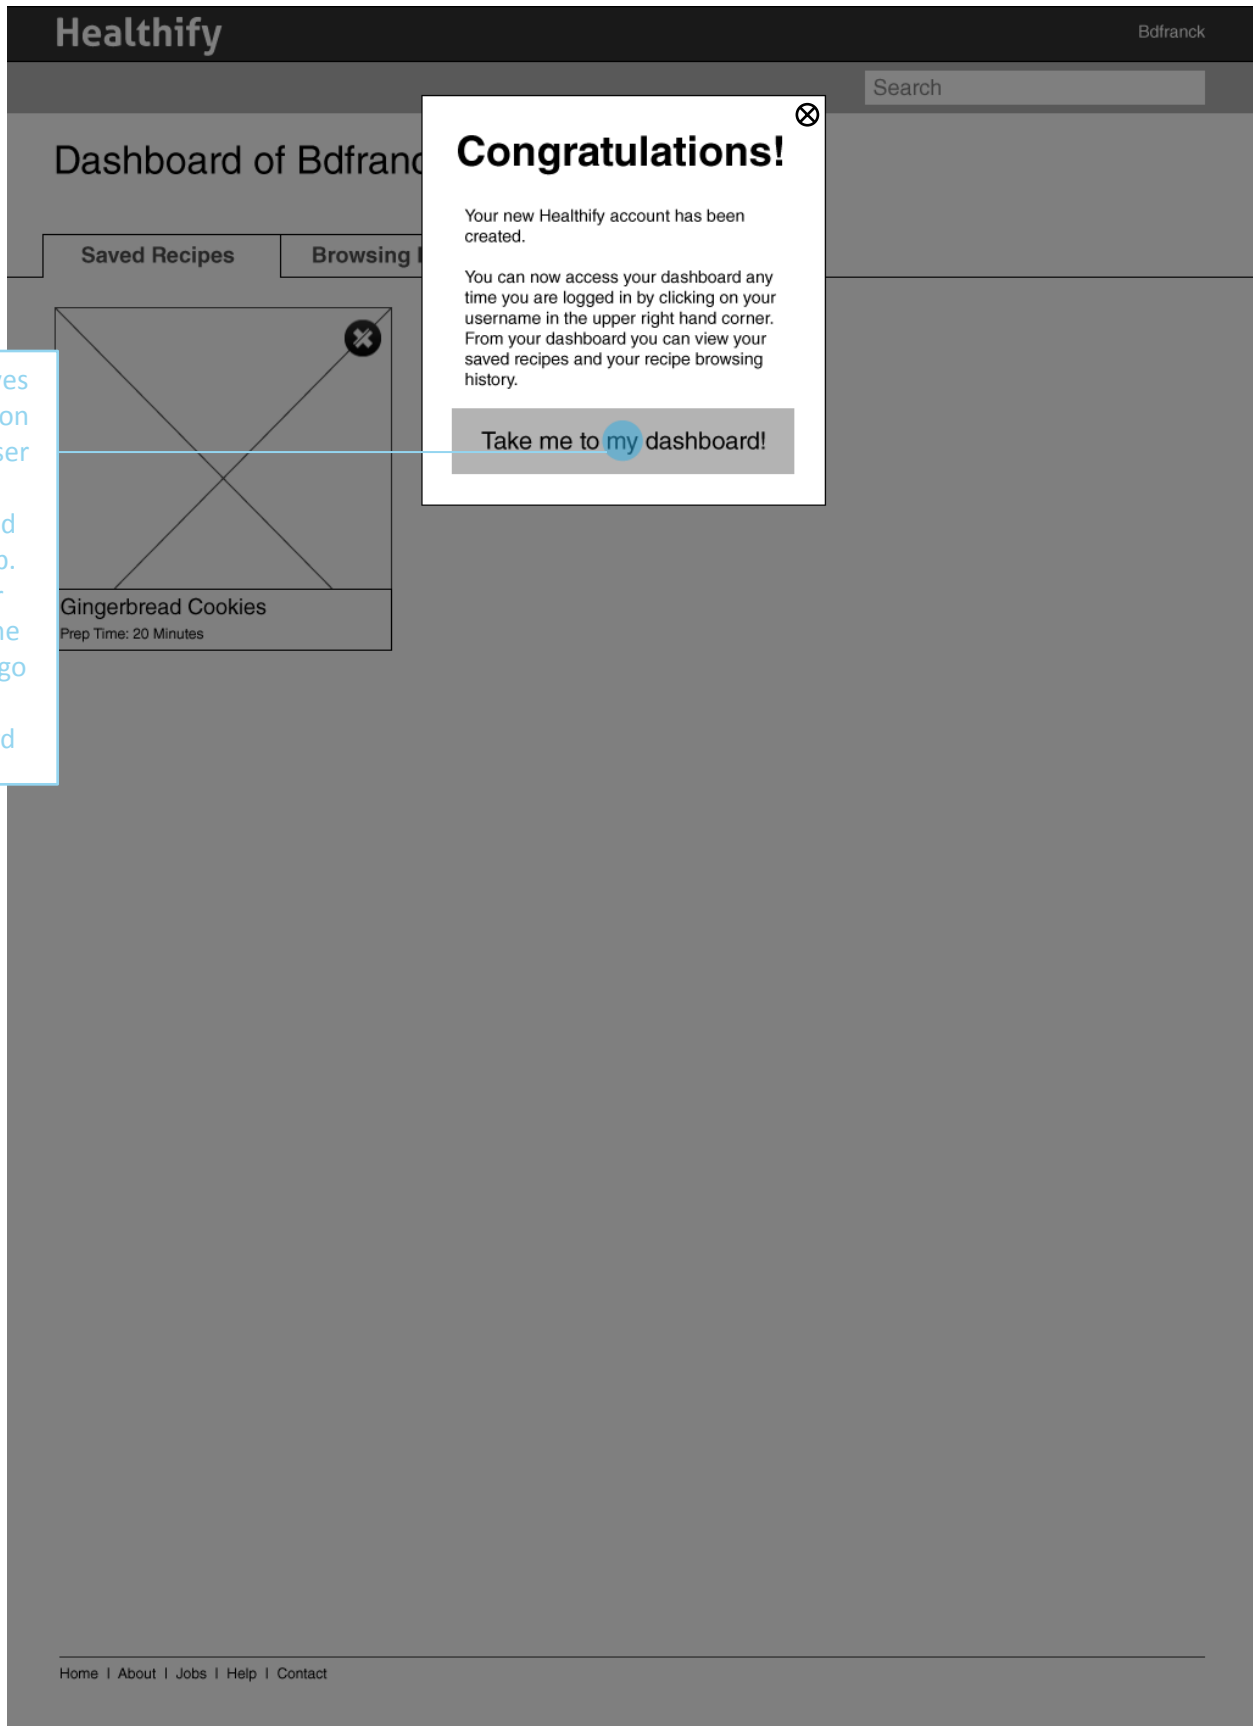 Healthify
Bdfranck
Search
Dashboard of
Saved Recipes
Browsing
Congratulations!
Your new Healthify account has been
created.
You can now access your dashboard any
time you are logged in by clicking on your
username in the upper right hand corner.
From your dashboard you can view your
saved recipes and your recipe browsing
history.
Take me to my dashboard!
on
go
Gingerbread Cookies
Prep Time: 20 Minutes
Home | About | Jobs | Help | Contact